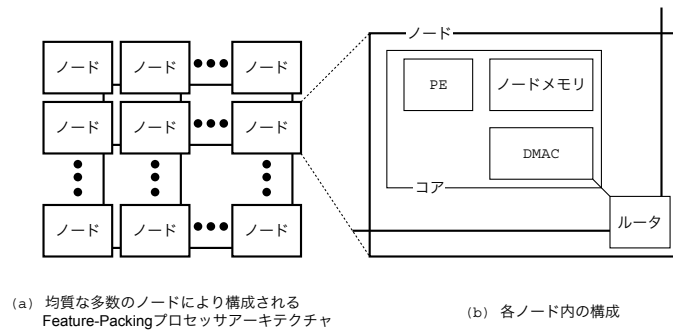 ノード ノード ノード
ノード ノード ノード
ノード ノード ノード
(a) 均質な多数のノードにより構成される
Feature-Packingプロセッサアーキテクチャ
ノード
PE
ノードメモリ
DMAC
コア
ルータ
(b) 各ノード内の構成